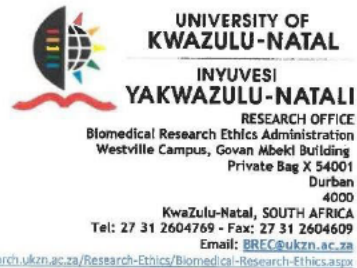 UNIVERSITY OF
KWAZULU-NATAL
INYUVESI
YAKWAZULU-NATALI
RESEARCH OFFICE
Biomedical Research Ethics Administration
Westville Campus, Govan Mbeki Building
Private Bag X 54001
Durban
4000
KwaZulu-Natal, SOUTH AFRICA
Tel: 27 31 2604769 - Fax: 27 31 2604609
Email: BREC@ukzn.ac.za
rch.ukzn.ac.za/Research-Ethics/Biomedical-Research-Ethics.aspx